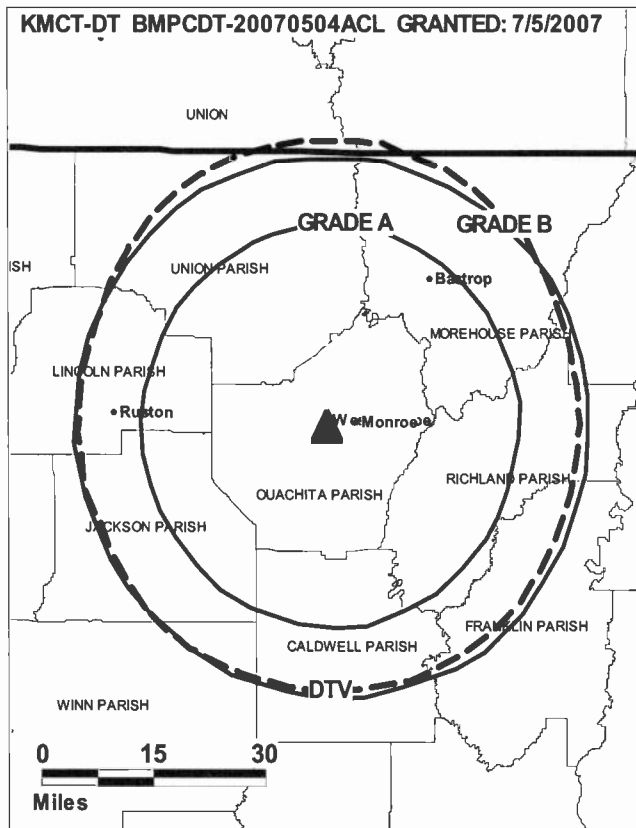 KMCT-DT BMPCDT-20070504ACL GRANTED: 7/5/2007
UNION
GRADE A
GRADE B
UNION PARISH
ISH
Bastrop
MOREHOUSE PARISH
LINCOLN PARISH
Ruston
Monroe
RICHLAND PARISH
OUACHITA PARISH
JACKSON PARISH
FRANKLIN PARISH
CALDWELL PARISH
DTV
WINN PARISH
0 15 30
Miles